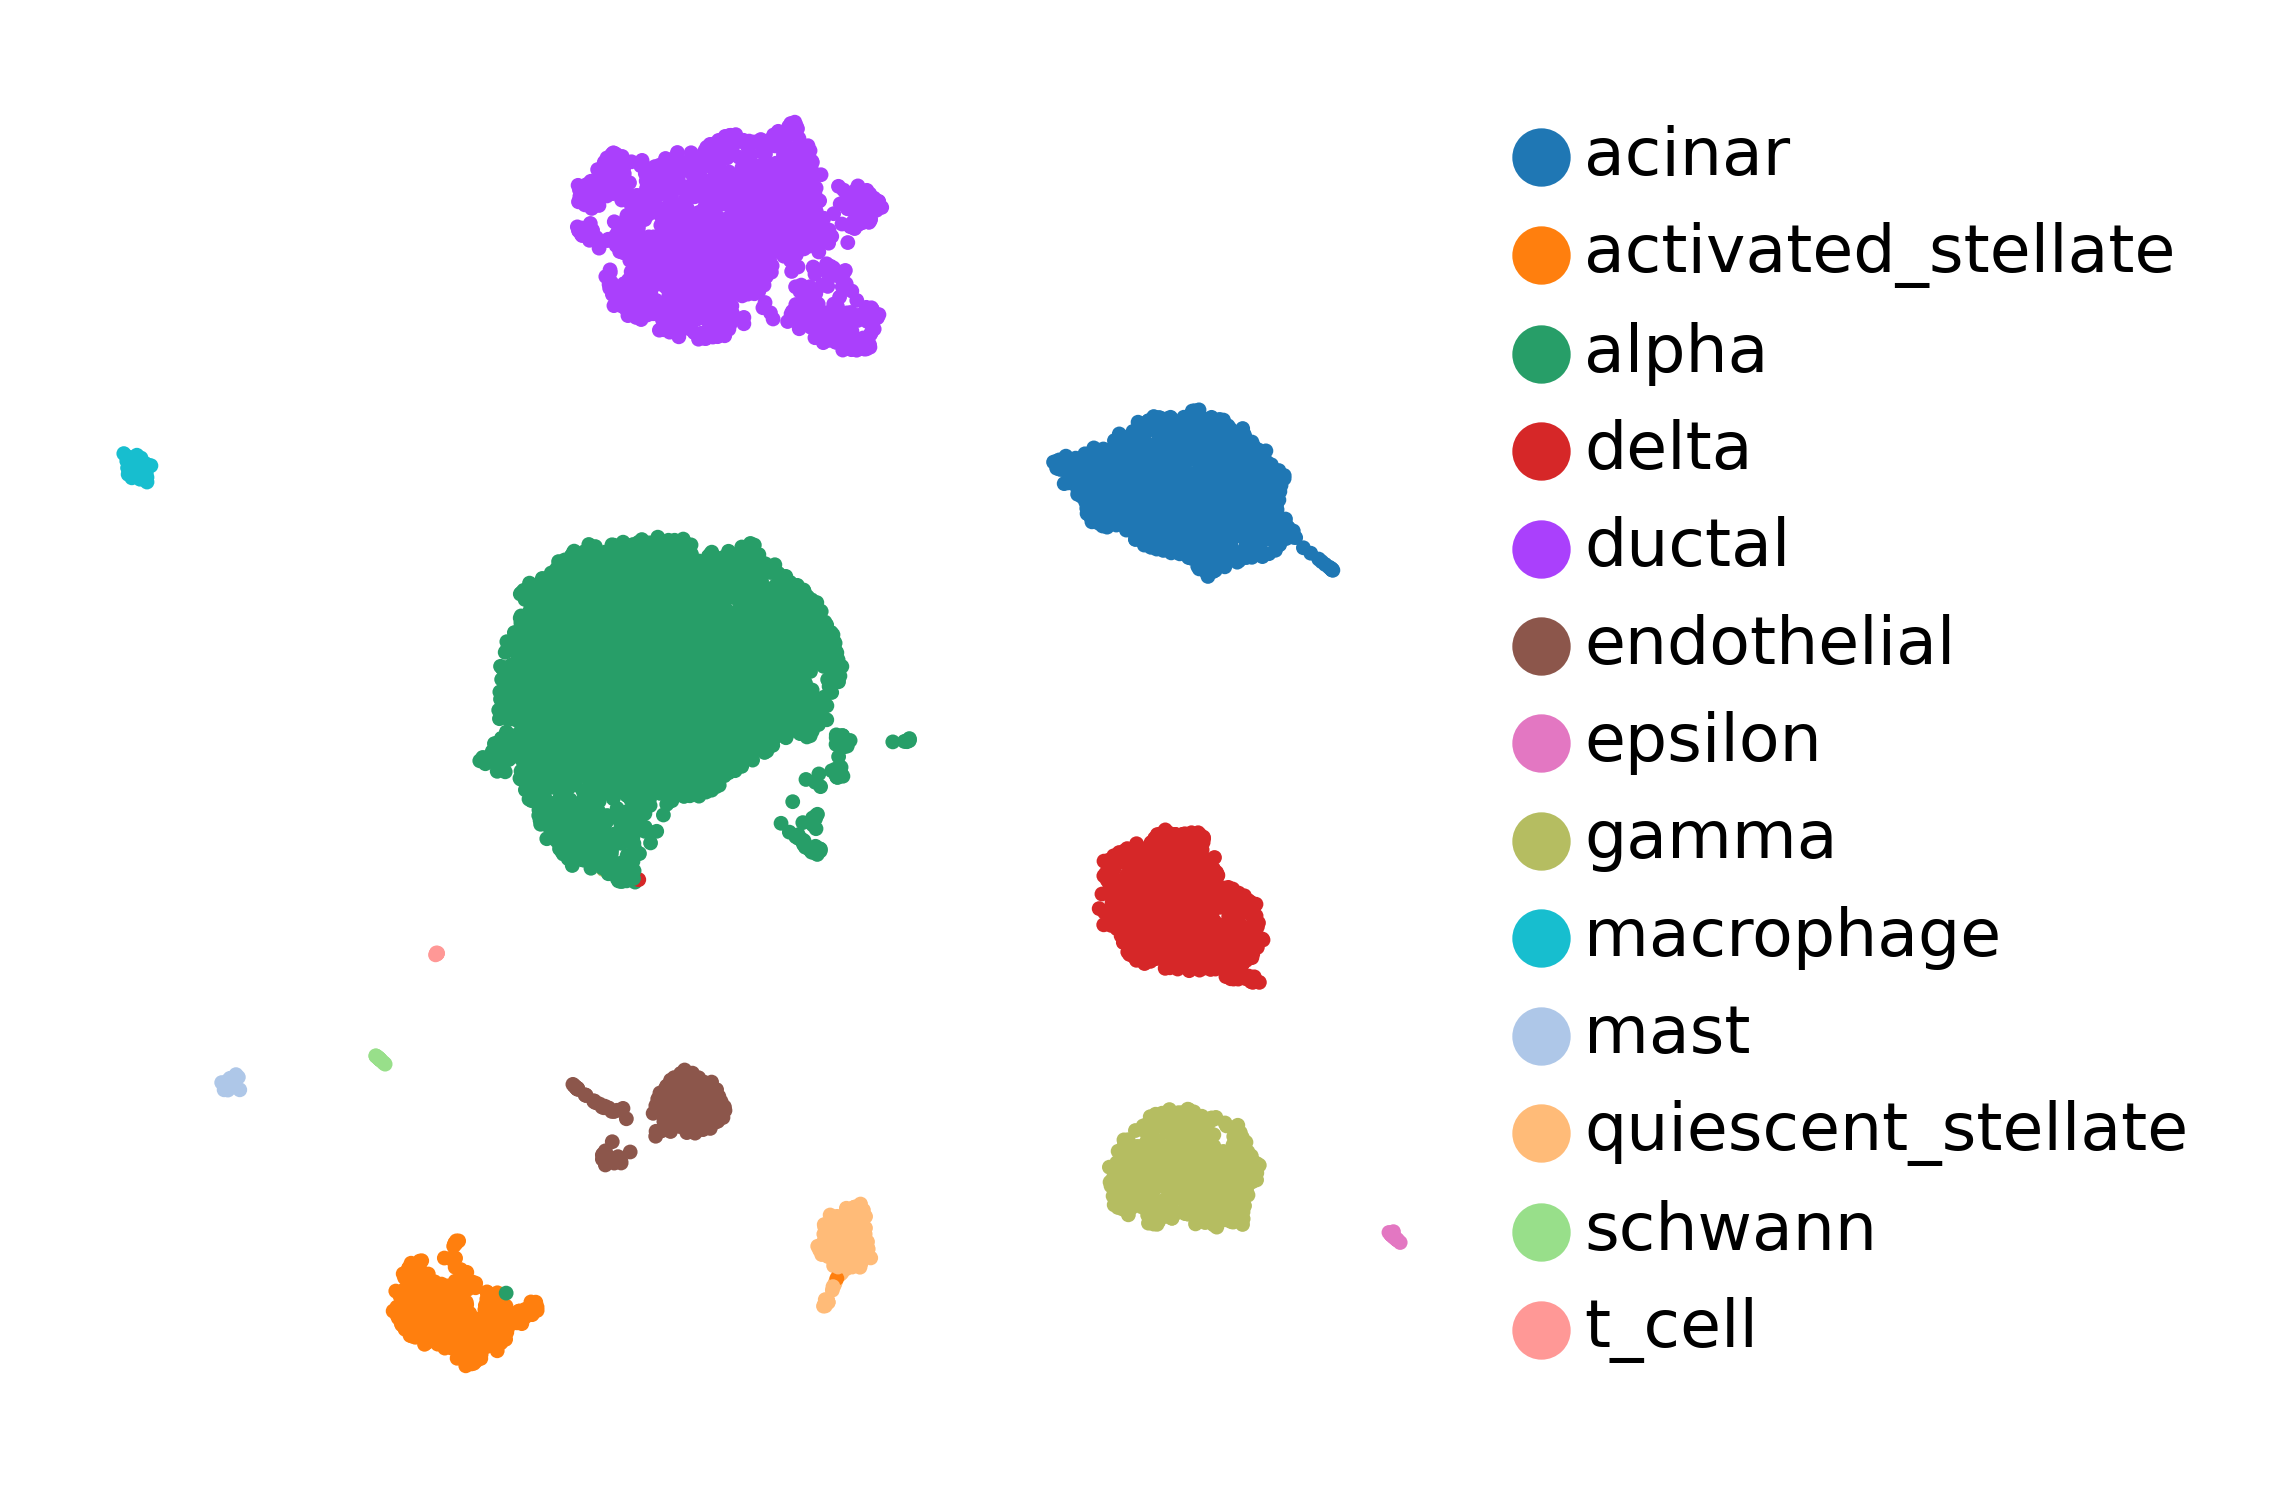 acinar
activated_stellate
alpha
delta
ductal
endothelial
epsilon
gamma
macrophage
mast
quiescent_stellate
schwann
t_cell